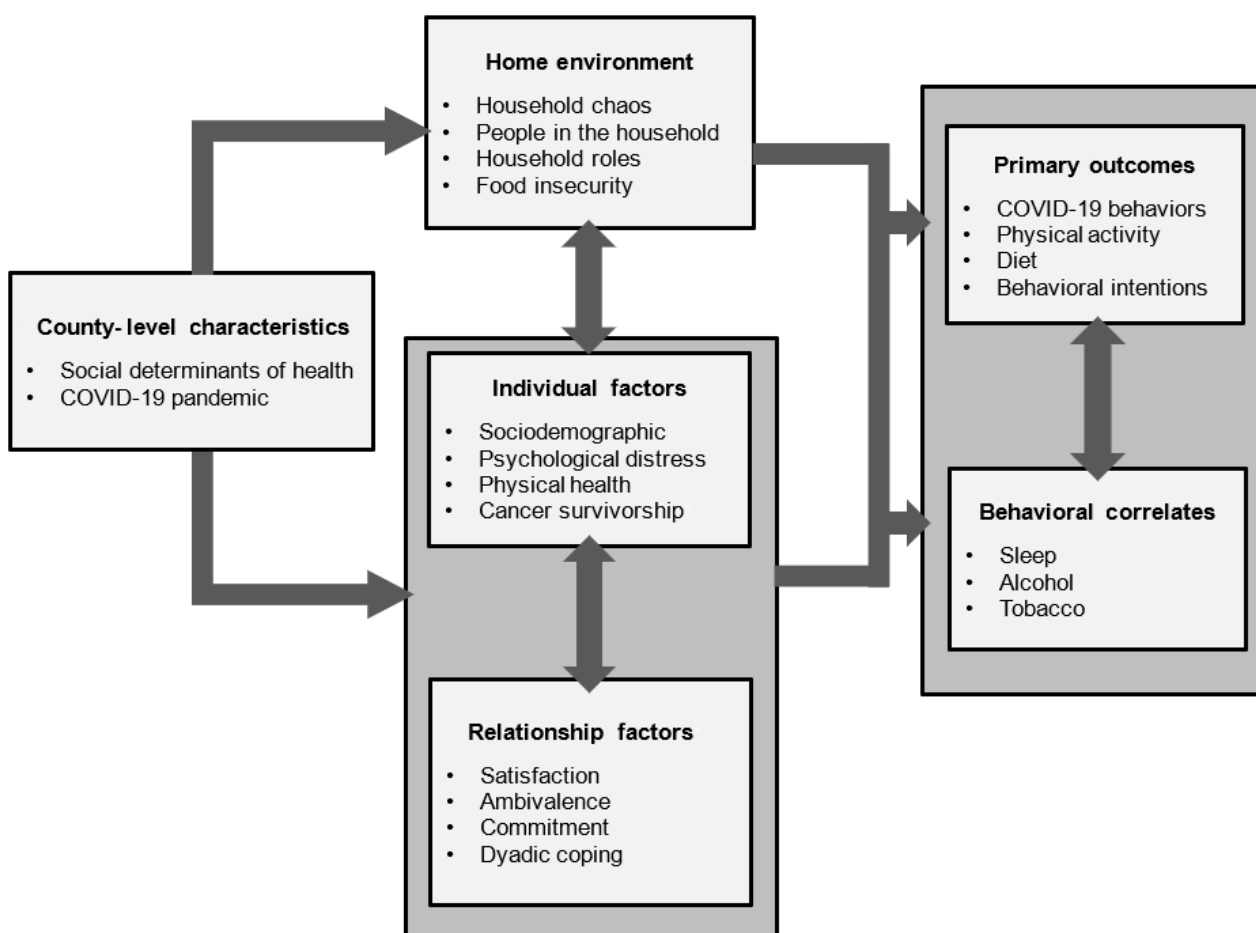 Home environment
• Household chaos
• People in the household
• Household roles
• Food insecurity
County-level characteristics
• Social determinants of health
• COVID-19 pandemic
Individual factors
• Sociodemographic
• Psychological distress
• Physical health
• Cancer survivorship
Relationship factors
• Satisfaction
• Ambivalence
• Commitment
• Dyadic coping
Primary outcomes
• COVID-19 behaviors
• Physical activity
• Diet
• Behavioral intentions
Behavioral correlates
• Sleep
• Alcohol
• Tobacco